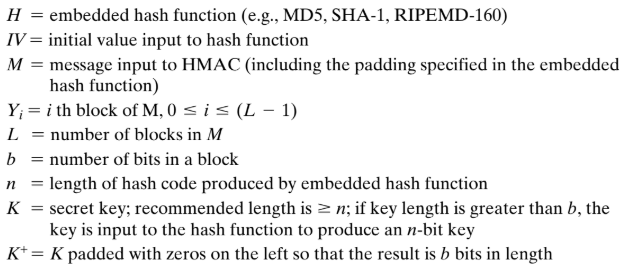 H = embedded hash function (e.g., MD5, SHA-1, RIPEMD-160)
IV = initial value input to hash function
M = message input to HMAC (including the padding specified in the embedded
hash function)
Yᵢ = i th block of M, 0 ≤ i ≤ (L − 1)
L = number of blocks in M
b = number of bits in a block
n = length of hash code produced by embedded hash function
K = secret key; recommended length is ≥ n; if key length is greater than b, the
key is input to the hash function to produce an n-bit key
K⁺ = K padded with zeros on the left so that the result is b bits in length